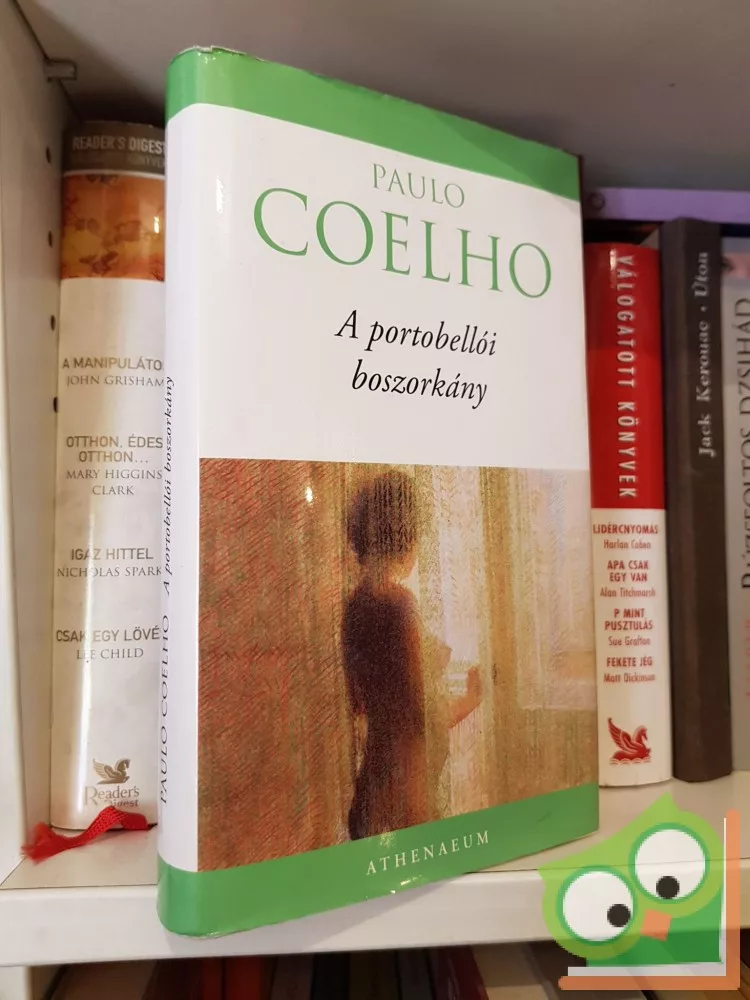 PAULO
COELHO
A portobellói
boszorkány
ATHENAEUM
PAULO COELHO A portobellói boszorkány
READER'S DIGEST
A MANIPULÁTO
JOHN GRISHAM
OTTHON, ÉDES
OTTHON...
MARY HIGGINS
CLARK
IGAZ HITTEL
NICHOLAS SPARK
CSAK EGY LÖVÉ
LEE CHILD
Reader's
Digest
VÁLOGATOTT KÖNYVEK
LIDÉRCNYOMÁS
Harlan Coben
APA CSAK
EGY VAN
Alan Titchmarsh
P MINT
PUSZTULÁS
Sue Grafton
FEKETE JÉG
Matt Dickinson
Jack Kerouac • Úton
DZSIHÁD